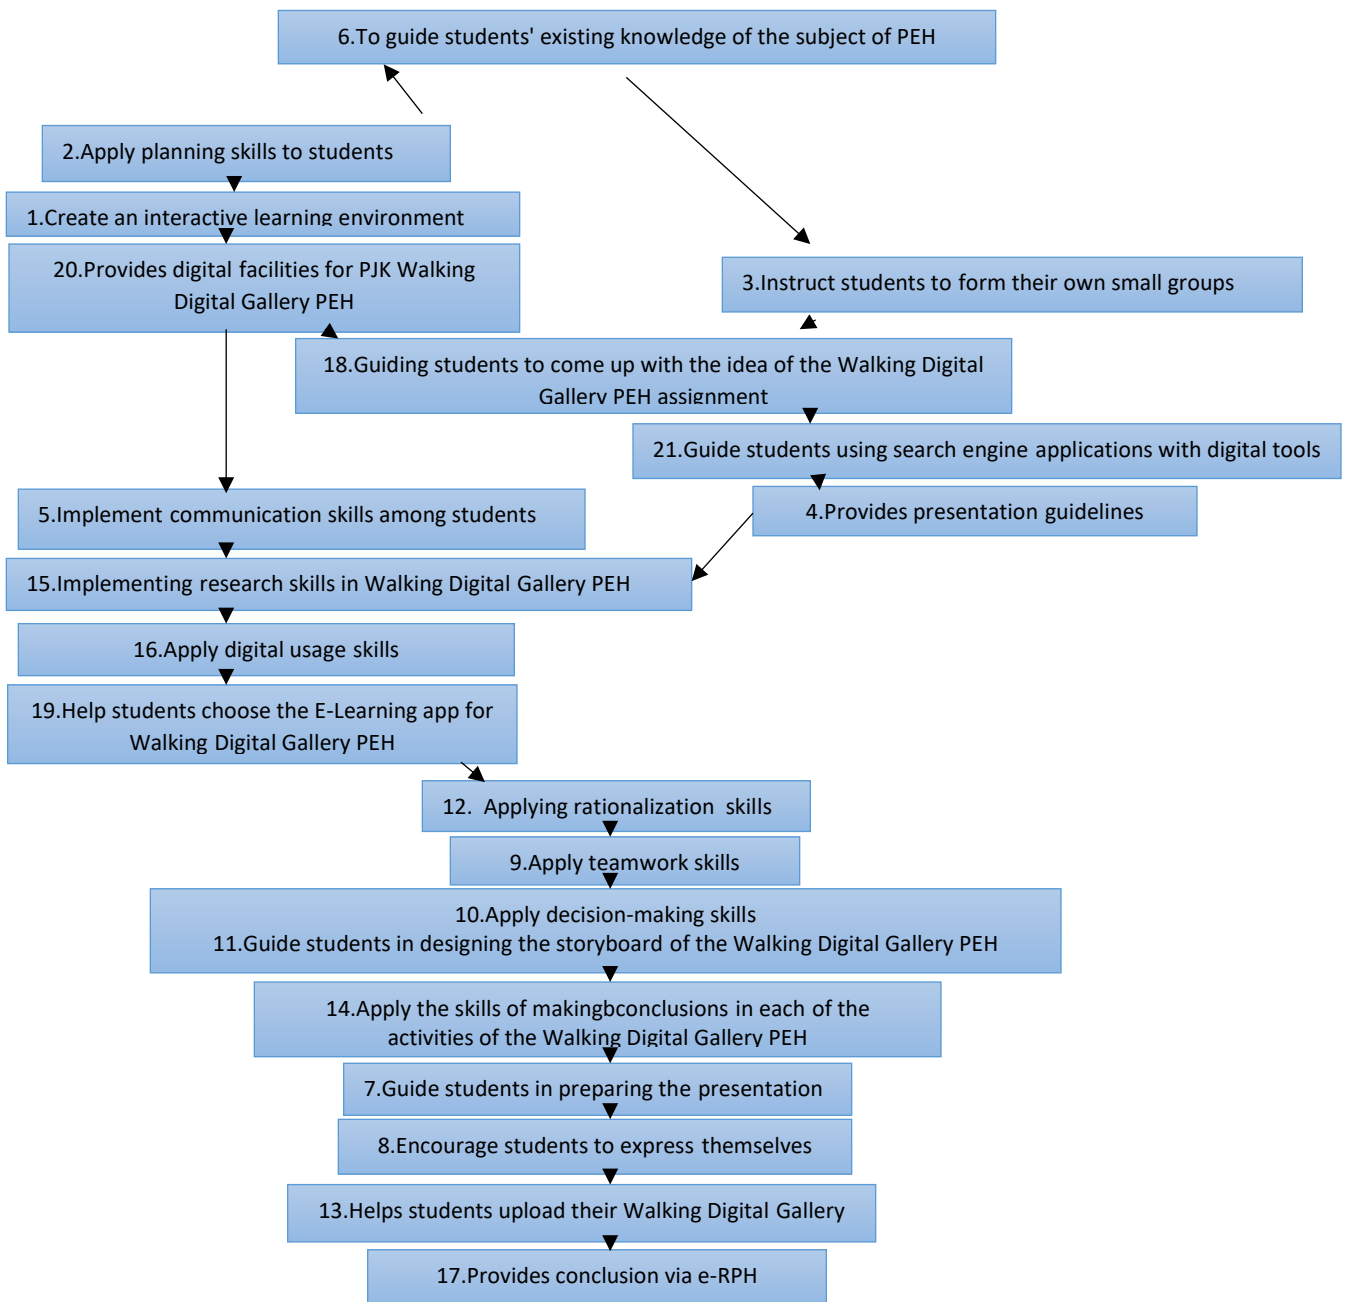 6.To guide students' existing knowledge of the subject of PEH
2.Apply planning skills to students
1.Create an interactive learning environment
20.Provides digital facilities for PJK Walking
Digital Gallery PEH
3.Instruct students to form their own small groups
18.Guiding students to come up with the idea of the Walking Digital
Gallery PEH assignment
21.Guide students using search engine applications with digital tools
4.Provides presentation guidelines
5.Implement communication skills among students
15.Implementing research skills in Walking Digital Gallery PEH
16.Apply digital usage skills
19.Help students choose the E-Learning app for
Walking Digital Gallery PEH
12. Applying rationalization skills
9.Apply teamwork skills
10.Apply decision-making skills
11.Guide students in designing the storyboard of the Walking Digital Gallery PEH
14.Apply the skills of makingbconclusions in each of the
activities of the Walking Digital Gallery PEH
7.Guide students in preparing the presentation
8.Encourage students to express themselves
13.Helps students upload their Walking Digital Gallery
17.Provides conclusion via e-RPH